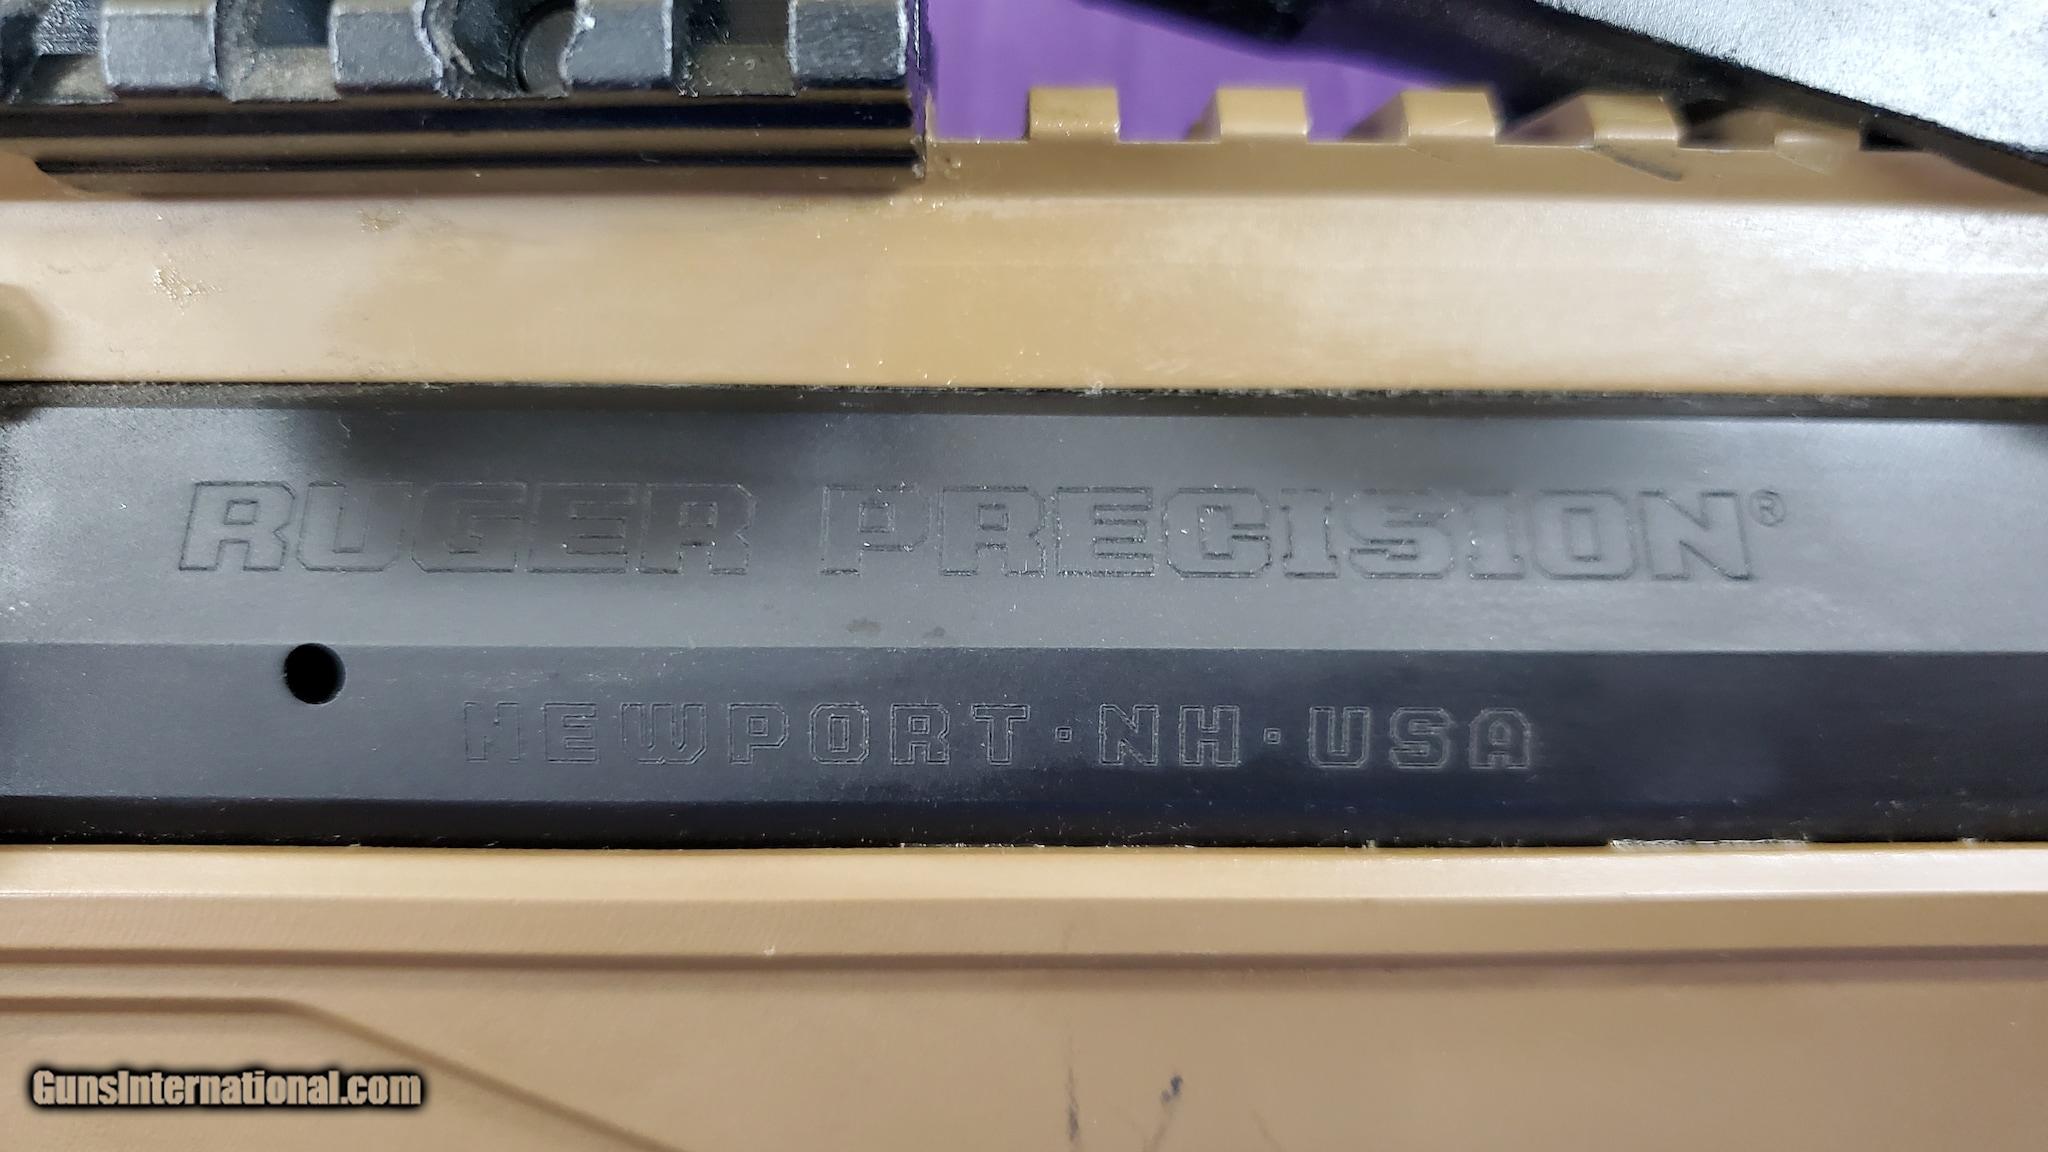 RUGER PRECISION®
NEWPORT · NH · USA
GunsInternational.com